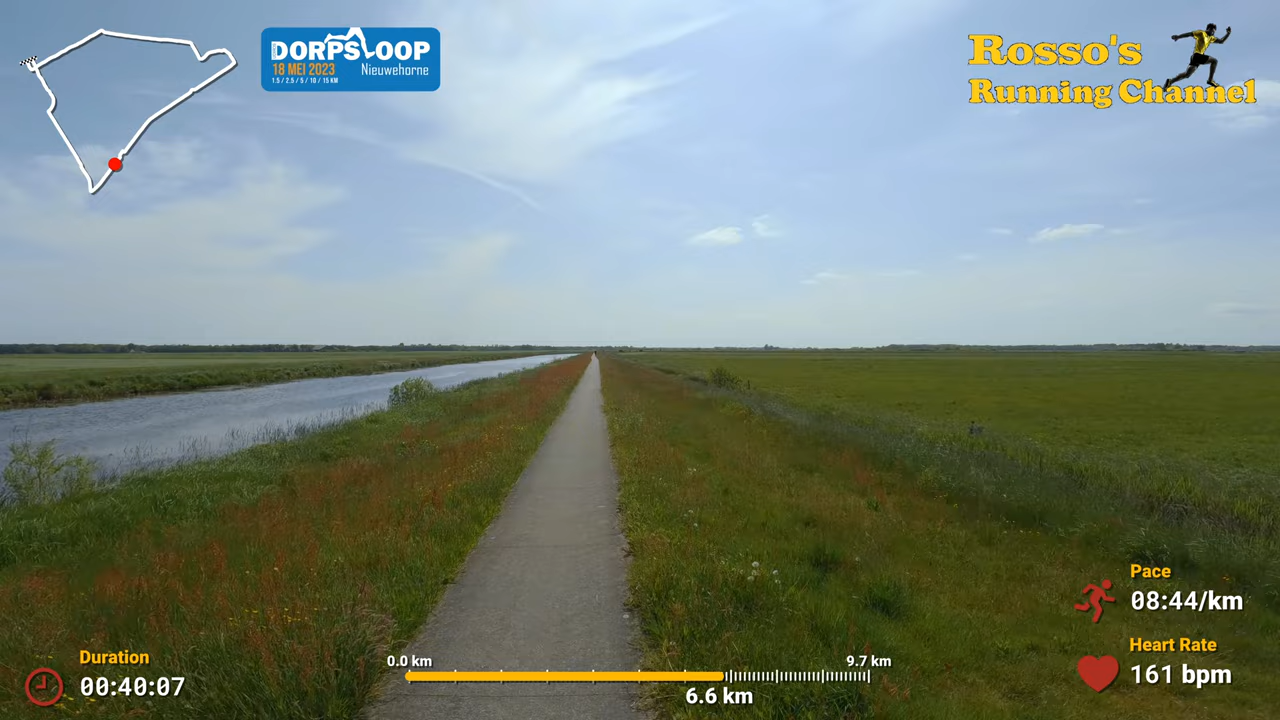 DORPSLOOP
18 MEI 2023
Nieuwehorne
1.5 / 2.5 / 5 / 10 / 15 KM
Rosso's
Running Channel
Pace
08:44/km
Heart Rate
161 bpm
Duration
00:40:07
0.0 km
9.7 km
6.6 km